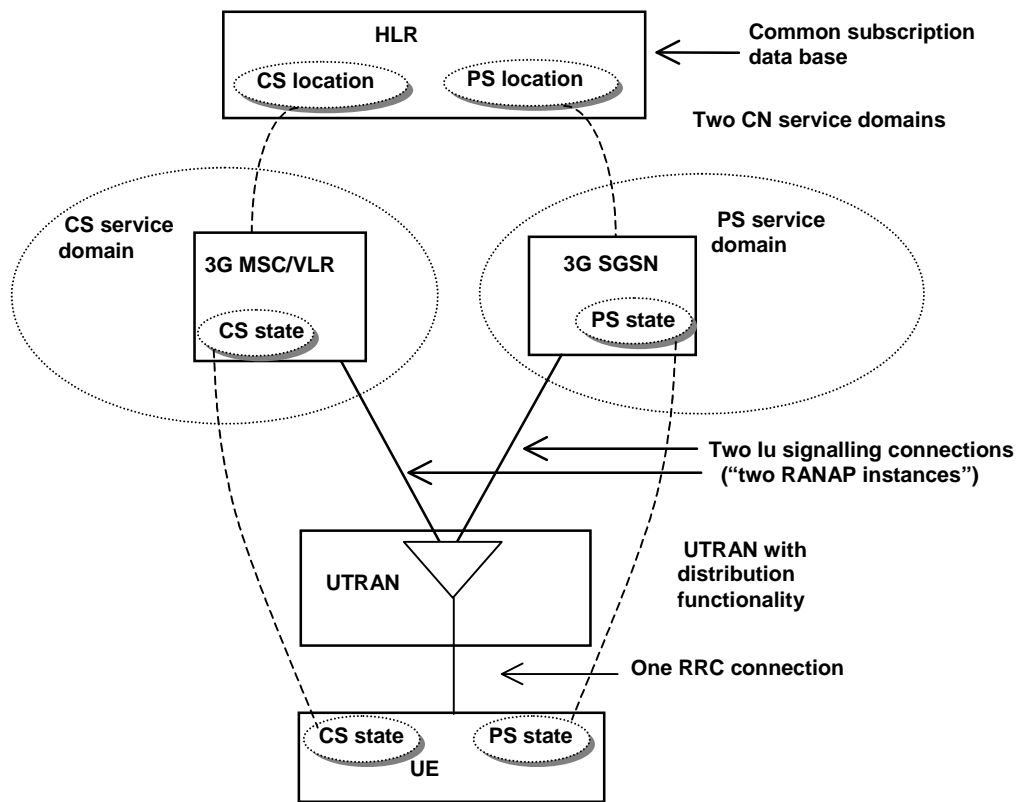 HLR
CS location
PS location
Common subscription
data base
Two CN service domains
CS service
domain
3G MSC/VLR
CS state
3G SGSN
PS state
PS service
domain
Two Iu signalling connections
(“two RANAP instances”)
UTRAN
UTRAN with
distribution
functionality
One RRC connection
CS state
PS state
UE